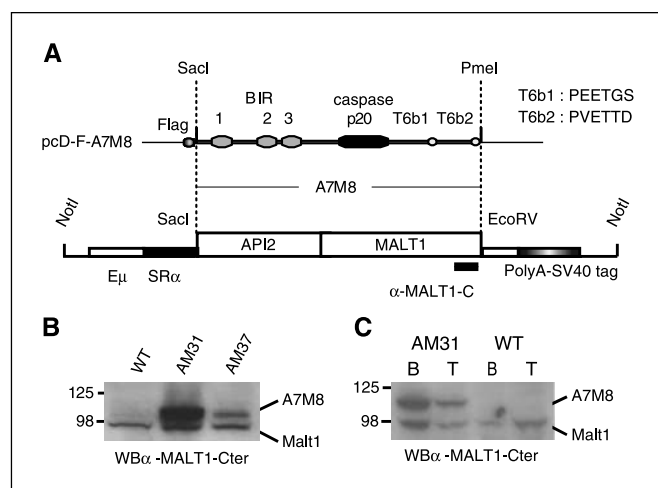 A
SacI
PmeI
BIR
1 2 3
caspase
p20
T6b1 T6b2
T6b1 : PEETGS
T6b2 : PVETTD
Flag
pcD-F-A7M8
A7M8
NotI
SacI
EcoRV
NotI
API2
MALT1
Eμ
SRα
PolyA-SV40 tag
α-MALT1-C
B
WT
AM31
AM37
125
98
A7M8
Malt1
WBα -MALT1-Cter
C
AM31 WT
B T B T
125
98
A7M8
Malt1
WBα -MALT1-Cter